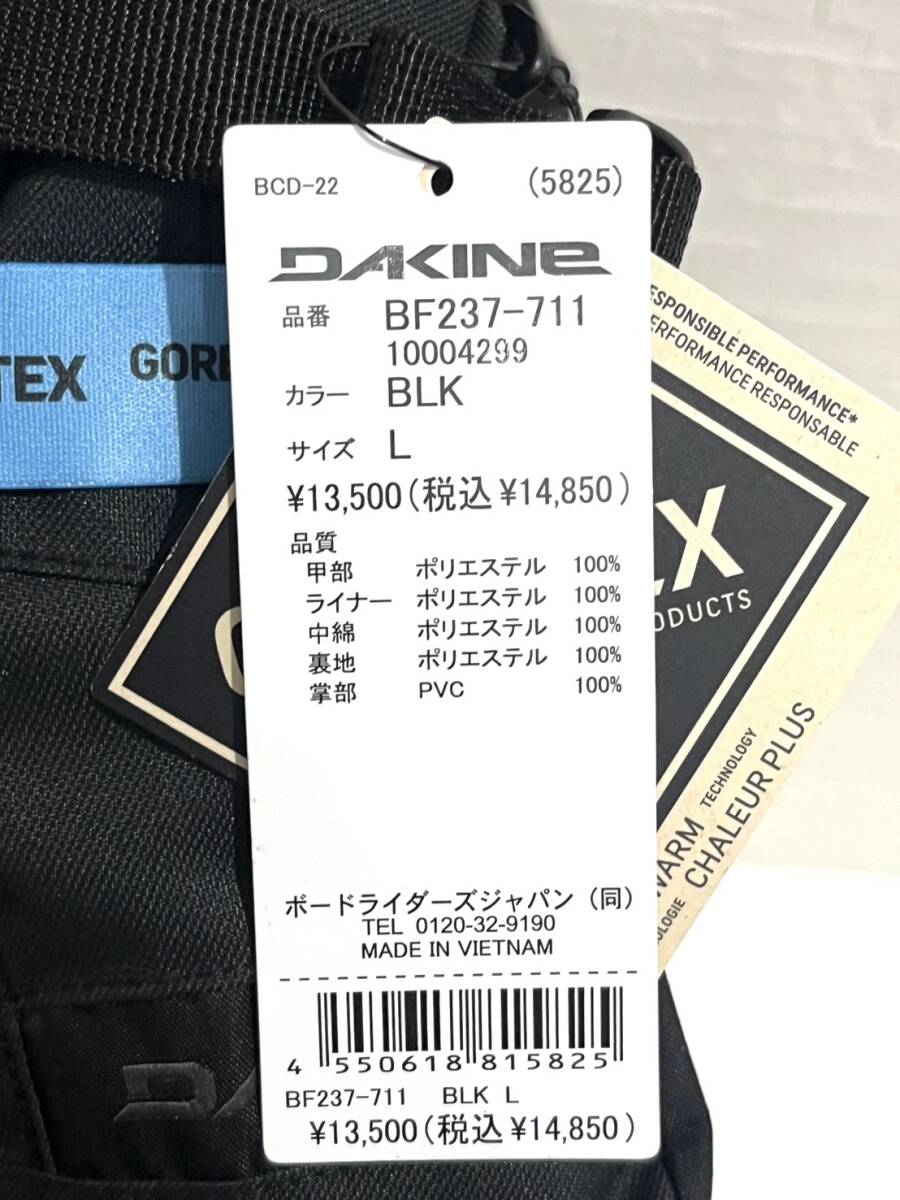 BCD-22 (5825)
DAKINE
品番 BF237-711
10004299
カラー BLK
サイズ L
¥13,500(税込 ¥14,850)
品質
甲部 ポリエステル 100%
ライナー ポリエステル 100%
中綿 ポリエステル 100%
裏地 ポリエステル 100%
掌部 PVC 100%
ボードライダーズジャパン(同)
TEL 0120-32-9190
MADE IN VIETNAM
4 550618 815825
BF237-711 BLK L
¥13,500(税込 ¥14,850)
TEX GORE
ESPONSIBLE PERFORMANCE*
PERFORMANCE RESPONSABLE
EX
ODUCTS
WARM TECHNOLOGY
OLOGIE CHALEUR PLUS
DAKINE